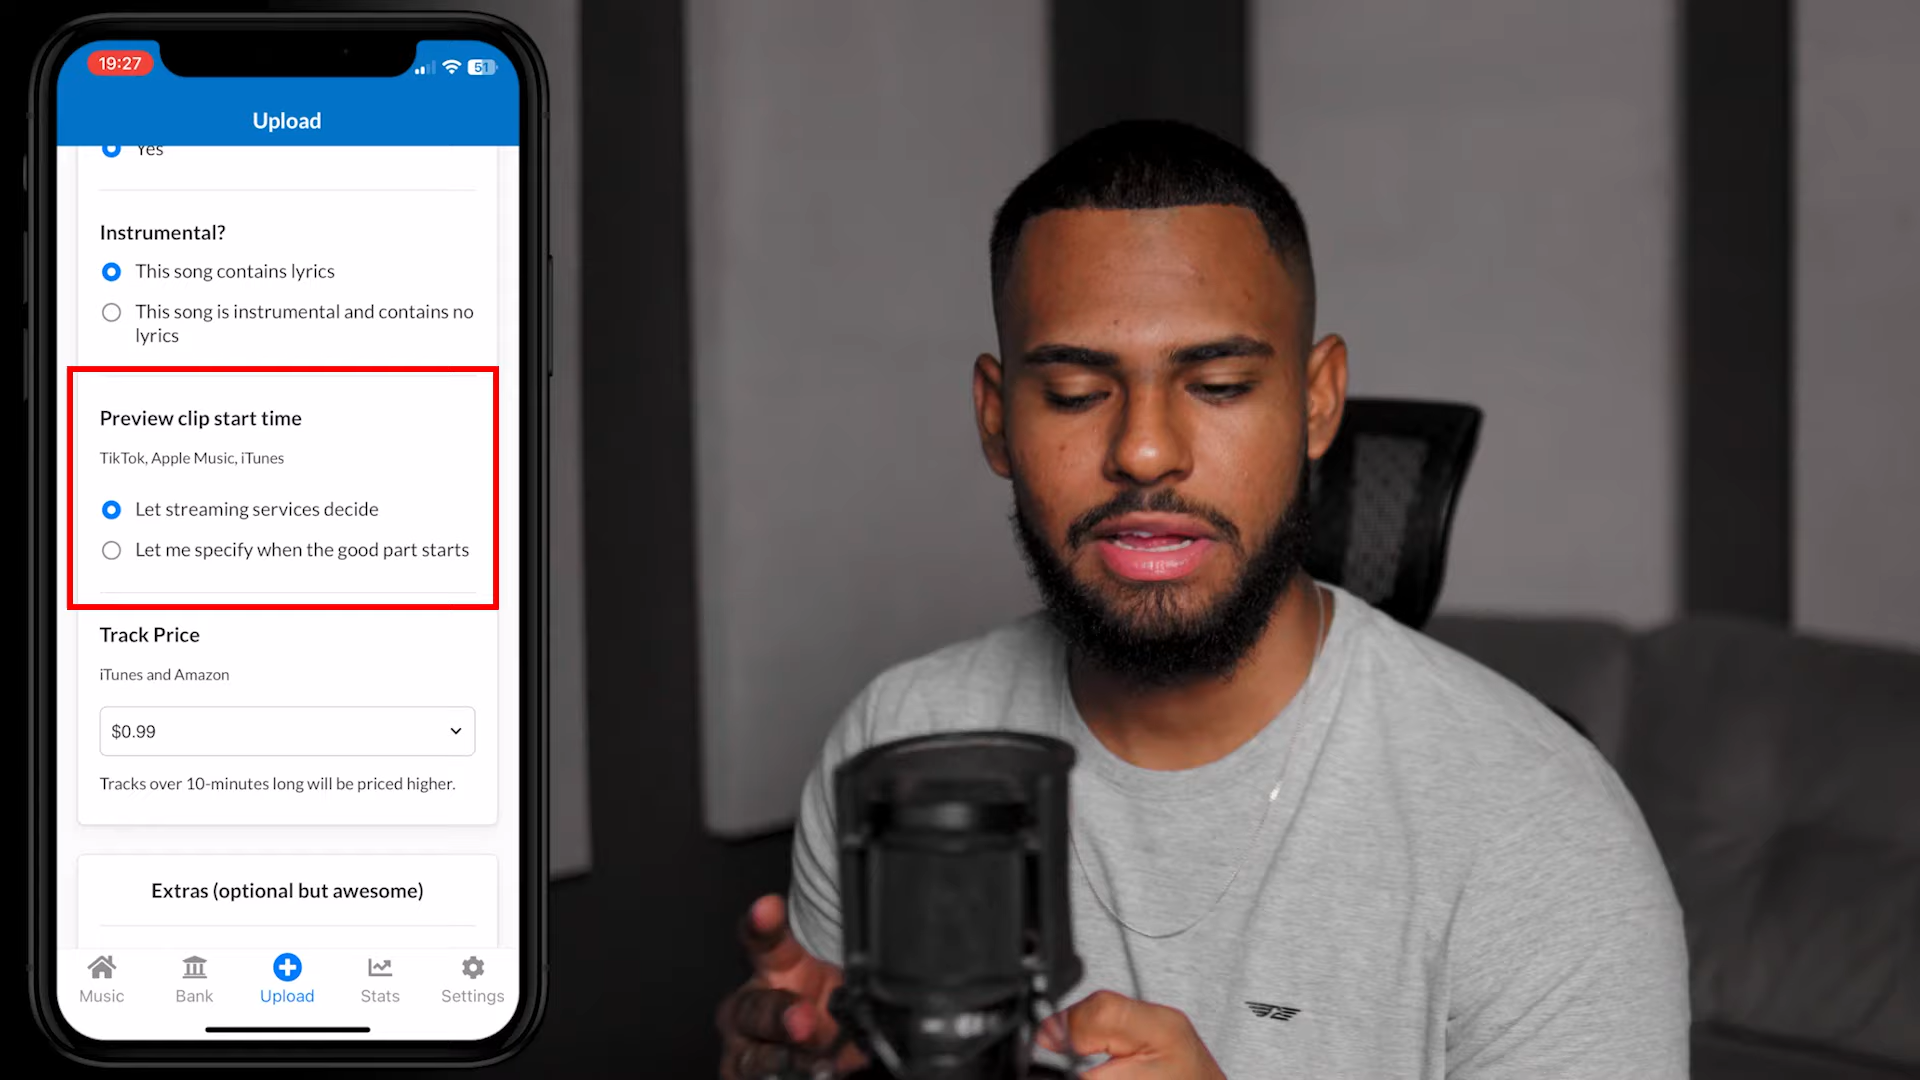 19:27
51
Upload
Yes
Instrumental?
This song contains lyrics
This song is instrumental and contains no
lyrics
Preview clip start time
TikTok, Apple Music, iTunes
Let streaming services decide
Let me specify when the good part starts
Track Price
iTunes and Amazon
$0.99
Tracks over 10-minutes long will be priced higher.
Extras (optional but awesome)
Music
Bank
Upload
Stats
Settings